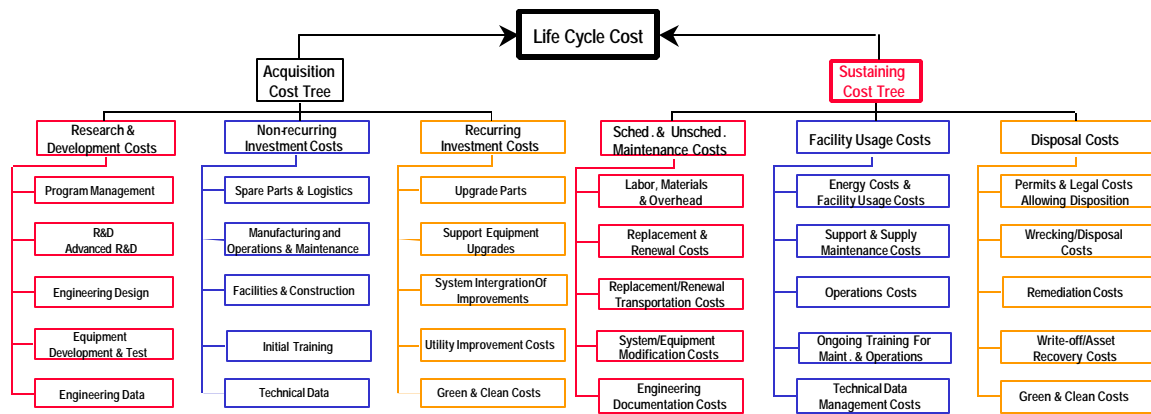 Life Cycle Cost
Acquisition
Cost Tree
Sustaining
Cost Tree
Research &
Development Costs
Non-recurring
Investment Costs
Recurring
Investment Costs
Sched. & Unsched.
Maintenance Costs
Facility Usage Costs
Disposal Costs
Program Management
Spare Parts & Logistics
Upgrade Parts
Labor, Materials
& Overhead
Energy Costs &
Facility Usage Costs
Permits & Legal Costs
Allowing Disposition
R&D
Advanced R&D
Manufacturing and
Operations & Maintenance
Support Equipment
Upgrades
Replacement &
Renewal Costs
Support & Supply
Maintenance Costs
Wrecking/Disposal
Costs
Engineering Design
Facilities & Construction
System Intergration Of
Improvements
Replacement/Renewal
Transportation Costs
Operations Costs
Remediation Costs
Equipment
Development & Test
Initial Training
Utility Improvement Costs
System/Equipment
Modification Costs
Ongoing Training For
Maint. & Operations
Write-off/Asset
Recovery Costs
Engineering Data
Technical Data
Green & Clean Costs
Engineering
Documentation Costs
Technical Data
Management Costs
Green & Clean Costs